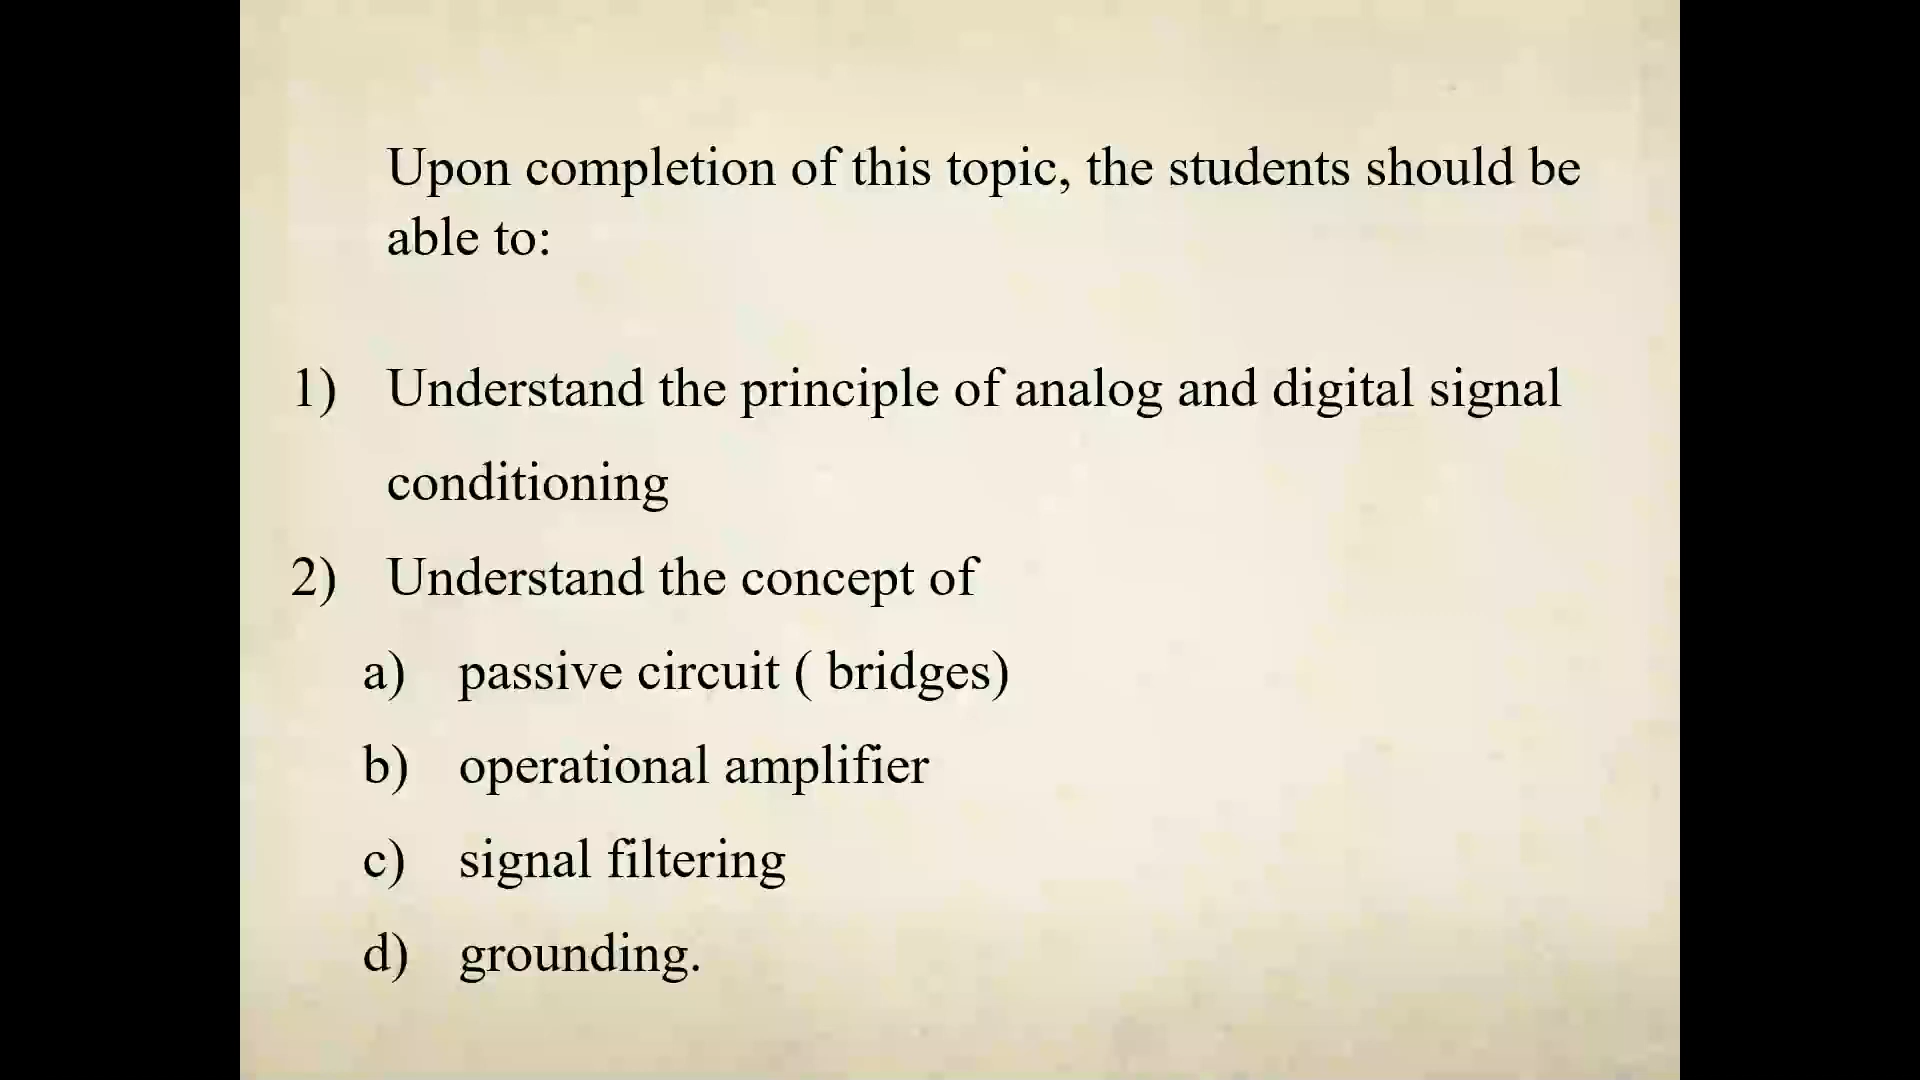 Upon completion of this topic, the students should be
able to:
1) Understand the principle of analog and digital signal
conditioning
2) Understand the concept of
a) passive circuit ( bridges)
b) operational amplifier
c) signal filtering
d) grounding.